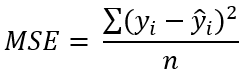 MSE = ∑(yᵢ − ŷᵢ)² / n